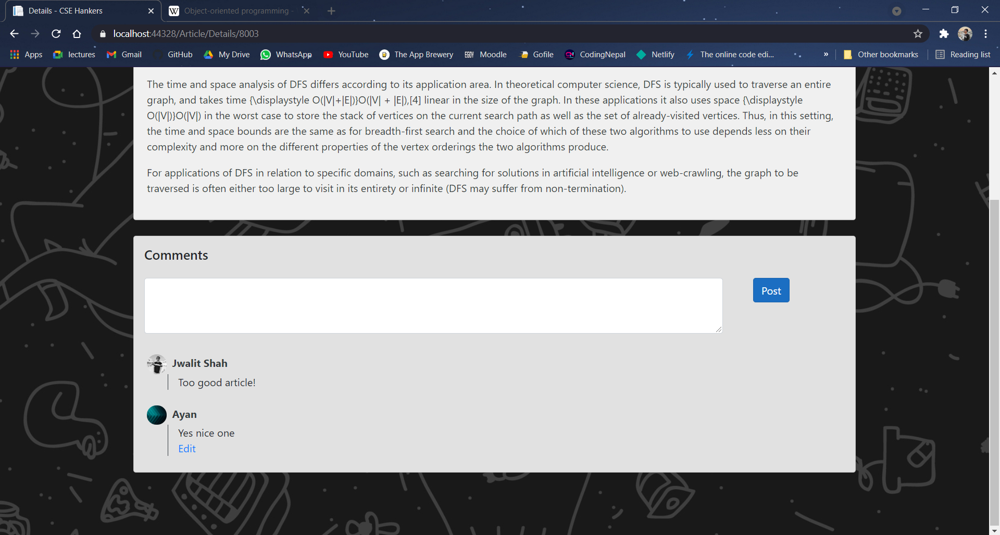 Details - CSE Hankers
Object-oriented programming -
localhost:44328/Article/Details/8003
Apps lectures Gmail GitHub My Drive WhatsApp YouTube The App Brewery EGOV Moodle Gofile CodingNepal Netlify The online code edi... » Other bookmarks Reading list
The time and space analysis of DFS differs according to its application area. In theoretical computer science, DFS is typically used to traverse an entire
graph, and takes time {\displaystyle O(|V|+|E|)}O(|V| + |E|),[4] linear in the size of the graph. In these applications it also uses space {\displaystyle
O(|V|)}O(|V|) in the worst case to store the stack of vertices on the current search path as well as the set of already-visited vertices. Thus, in this setting,
the time and space bounds are the same as for breadth-first search and the choice of which of these two algorithms to use depends less on their
complexity and more on the different properties of the vertex orderings the two algorithms produce.
For applications of DFS in relation to specific domains, such as searching for solutions in artificial intelligence or web-crawling, the graph to be
traversed is often either too large to visit in its entirety or infinite (DFS may suffer from non-termination).
Comments
Post
Jwalit Shah
Too good article!
Ayan
Yes nice one
Edit